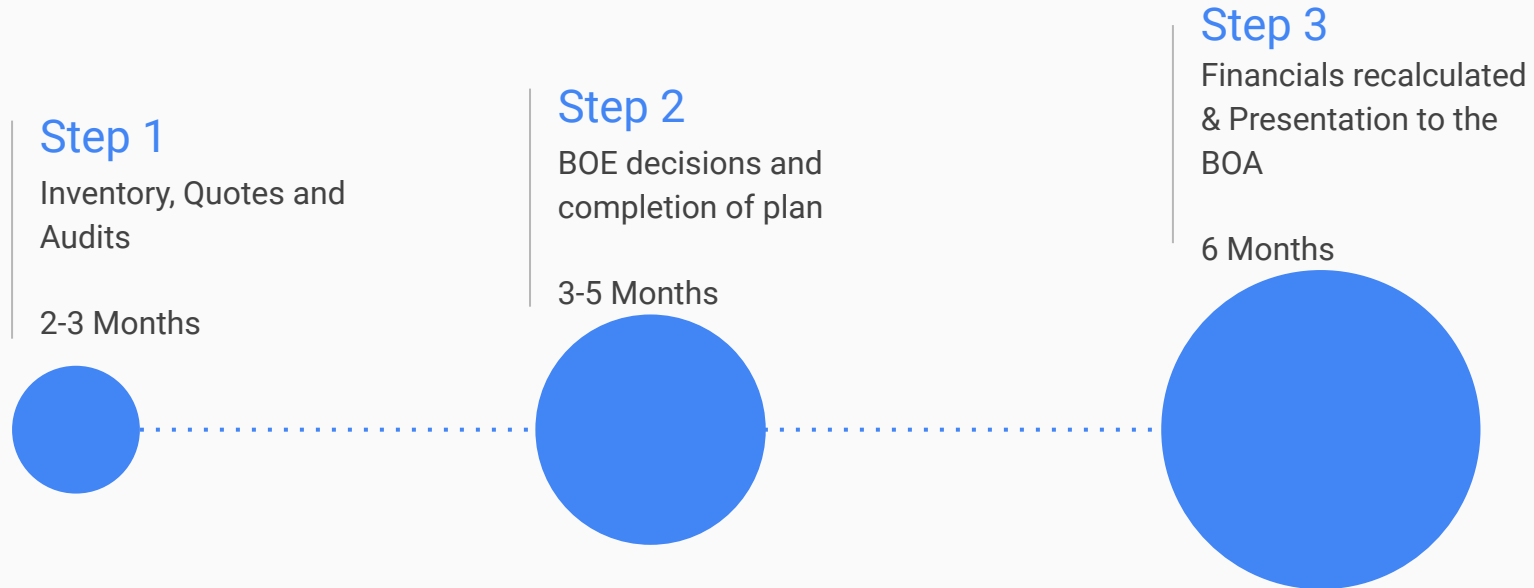 Step 1
Inventory, Quotes and
Audits
2-3 Months
Step 2
BOE decisions and
completion of plan
3-5 Months
Step 3
Financials recalculated
& Presentation to the
BOA
6 Months